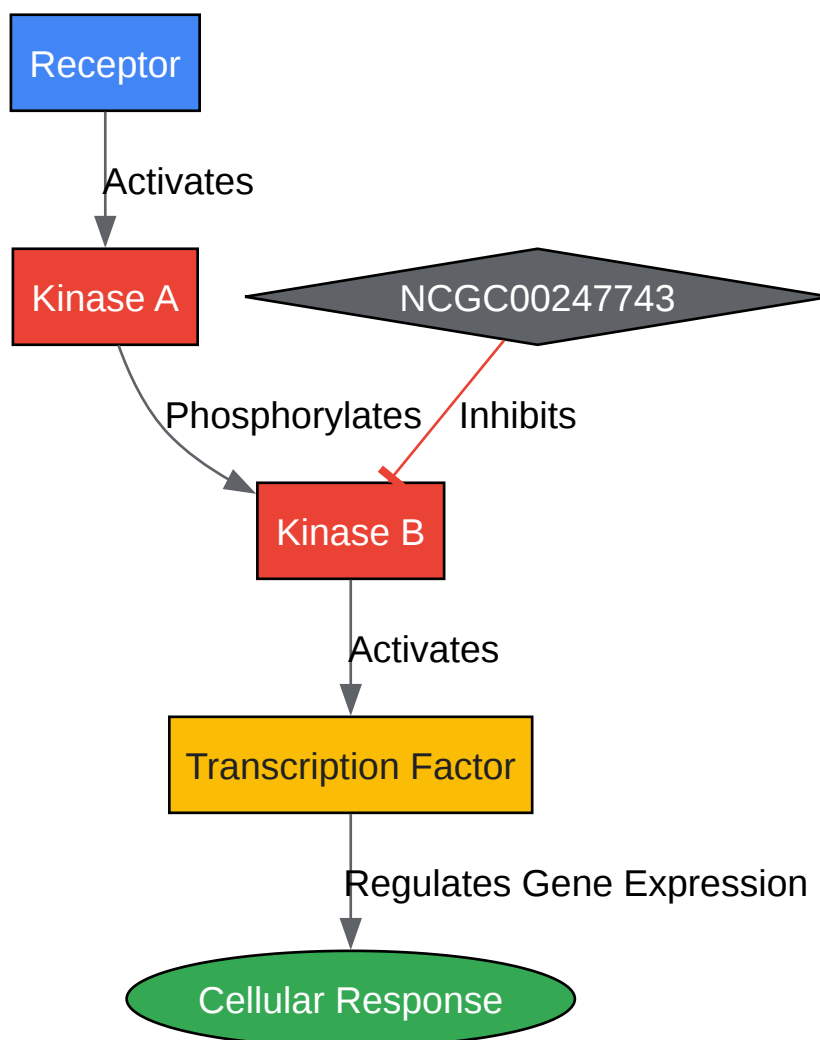 Receptor
Activates
Kinase A
NCGC00247743
Phosphorylates
Inhibits
Kinase B
Activates
Transcription Factor
Regulates Gene Expression
Cellular Response